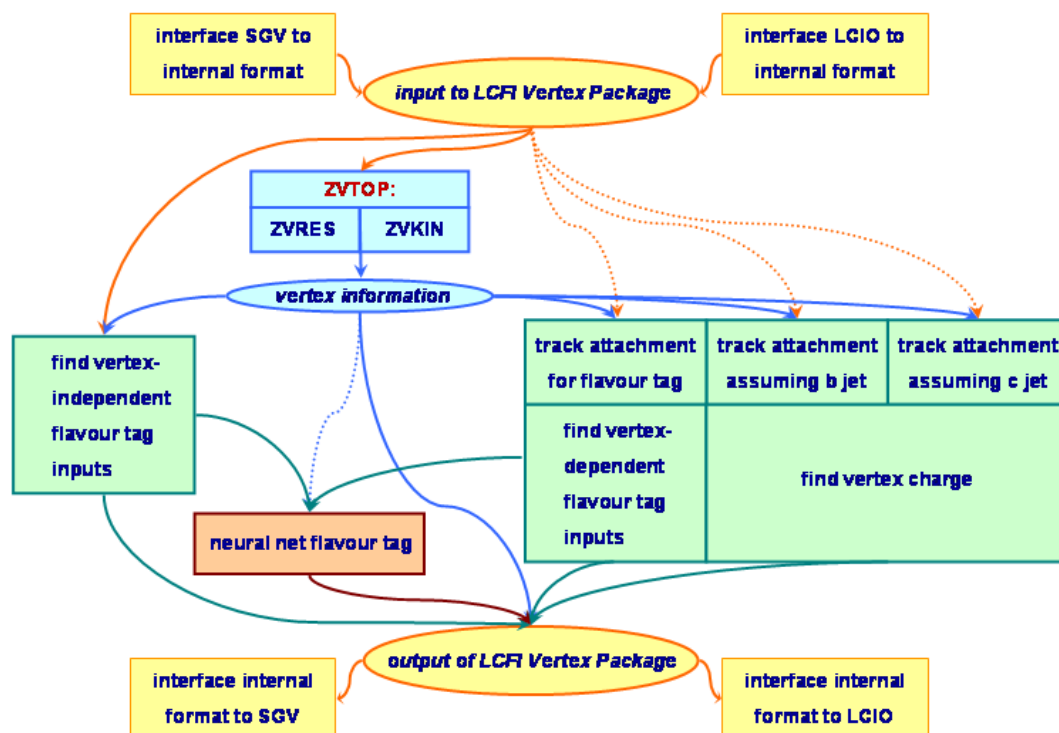 interface SGV to
internal format
interface LCIO to
internal format
input to LCFI Vertex Package
ZVTOP:
ZVRES
ZVKIN
vertex information
find vertex-
independent
flavour tag
inputs
track attachment
for flavour tag
track attachment
assuming b jet
track attachment
assuming c jet
find vertex-
dependent
flavour tag
inputs
find vertex charge
neural net flavour tag
output of LCFI Vertex Package
interface internal
format to SGV
interface internal
format to LCIO